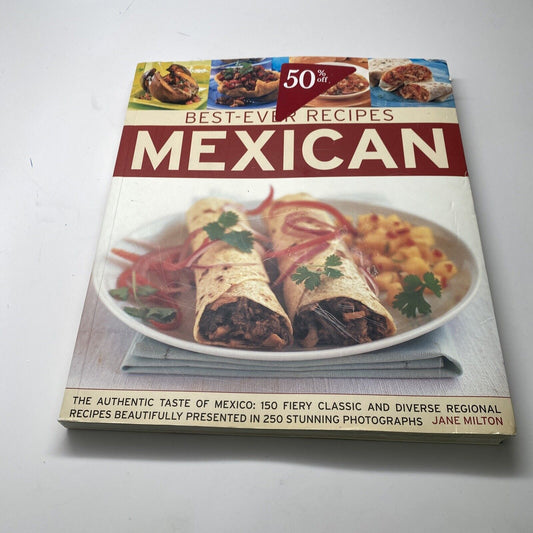 50% off
BEST-EVER RECIPES
MEXICAN
THE AUTHENTIC TASTE OF MEXICO: 150 FIERY CLASSIC AND DIVERSE REGIONAL
RECIPES BEAUTIFULLY PRESENTED IN 250 STUNNING PHOTOGRAPHS JANE MILTON